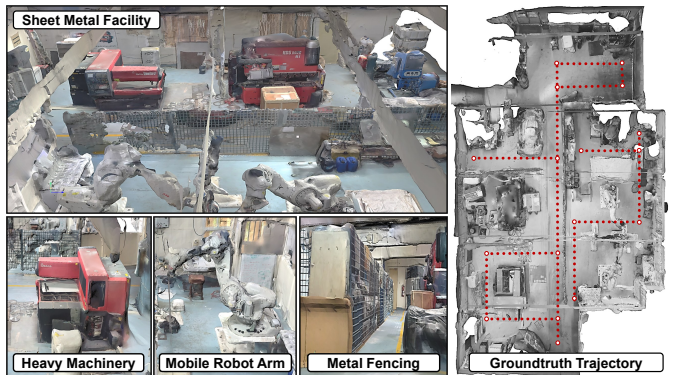 Sheet Metal Facility
Heavy Machinery
Mobile Robot Arm
Metal Fencing
Groundtruth Trajectory